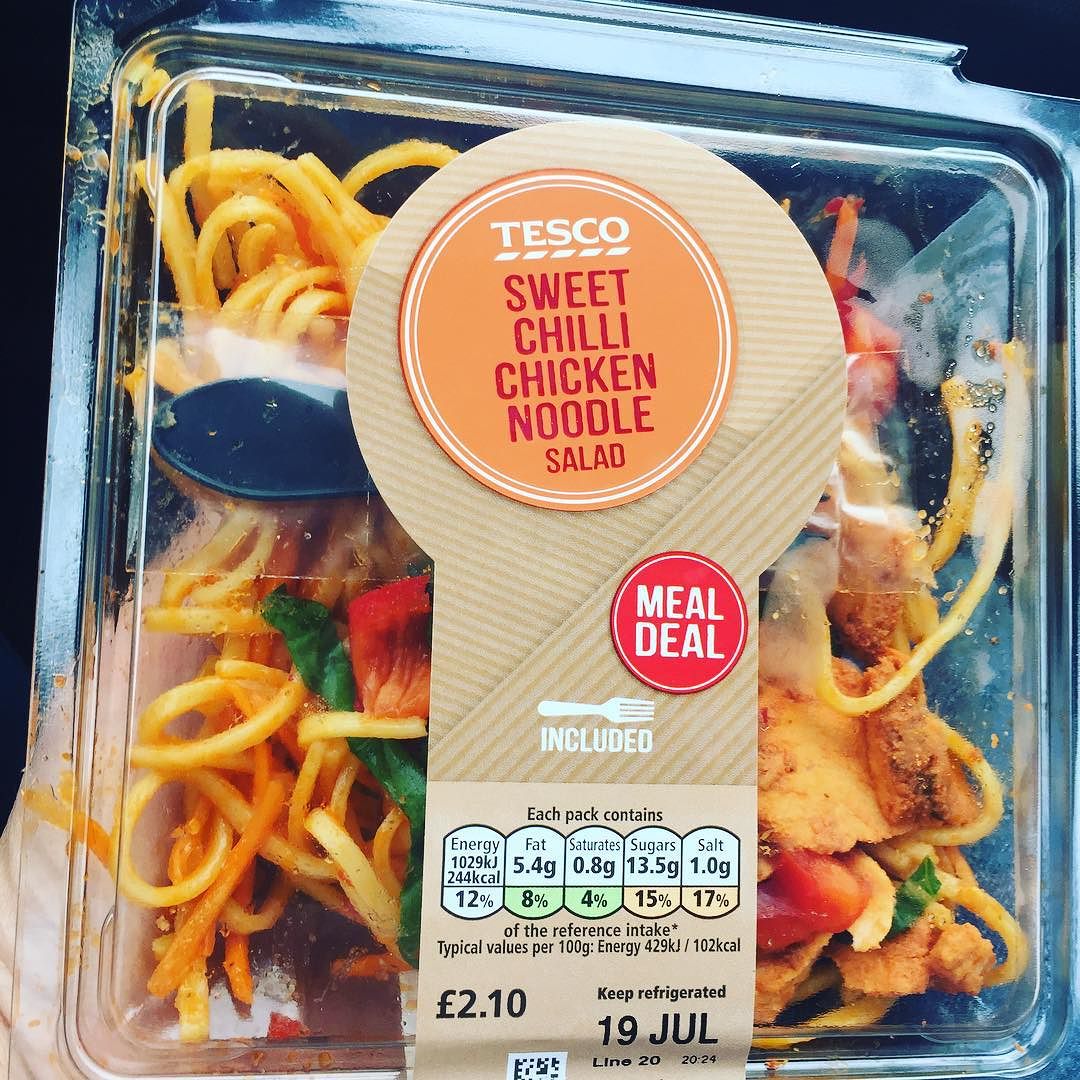 TESCO
SWEET
CHILLI
CHICKEN
NOODLE
SALAD
MEAL
DEAL
INCLUDED
Each pack contains
Energy Fat Saturates Sugars Salt
1029kJ 5.4g 0.8g 13.5g 1.0g
244kcal
12% 8% 4% 15% 17%
of the reference intake*
Typical values per 100g: Energy 429kJ / 102kcal
£2.10
Keep refrigerated
19 JUL
Line 20 20:24